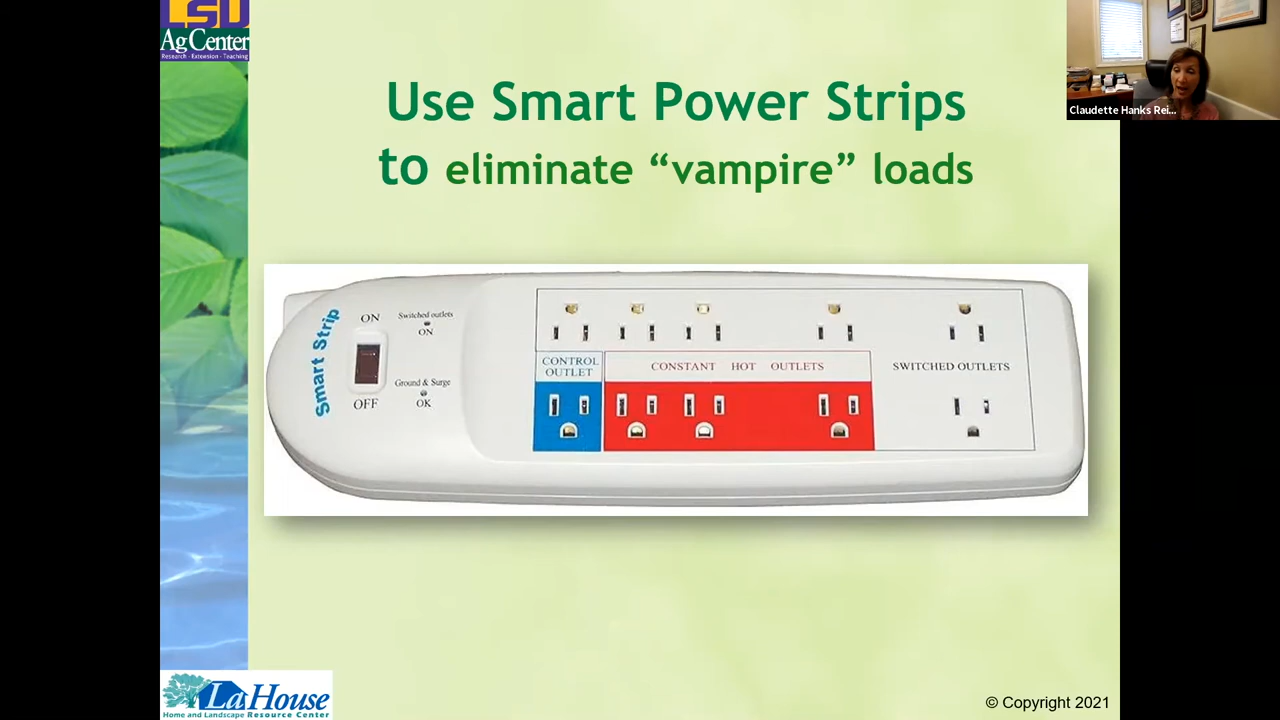 LSU
AgCenter
Research · Extension · Teaching
Claudette Hanks Rei...
Use Smart Power Strips
to eliminate “vampire” loads
Smart Strip
ON
OFF
Switched outlets
ON
Ground & Surge
OK
CONTROL
OUTLET
CONSTANT HOT OUTLETS
SWITCHED OUTLETS
LaHouse
Home and Landscape Resource Center
© Copyright 2021